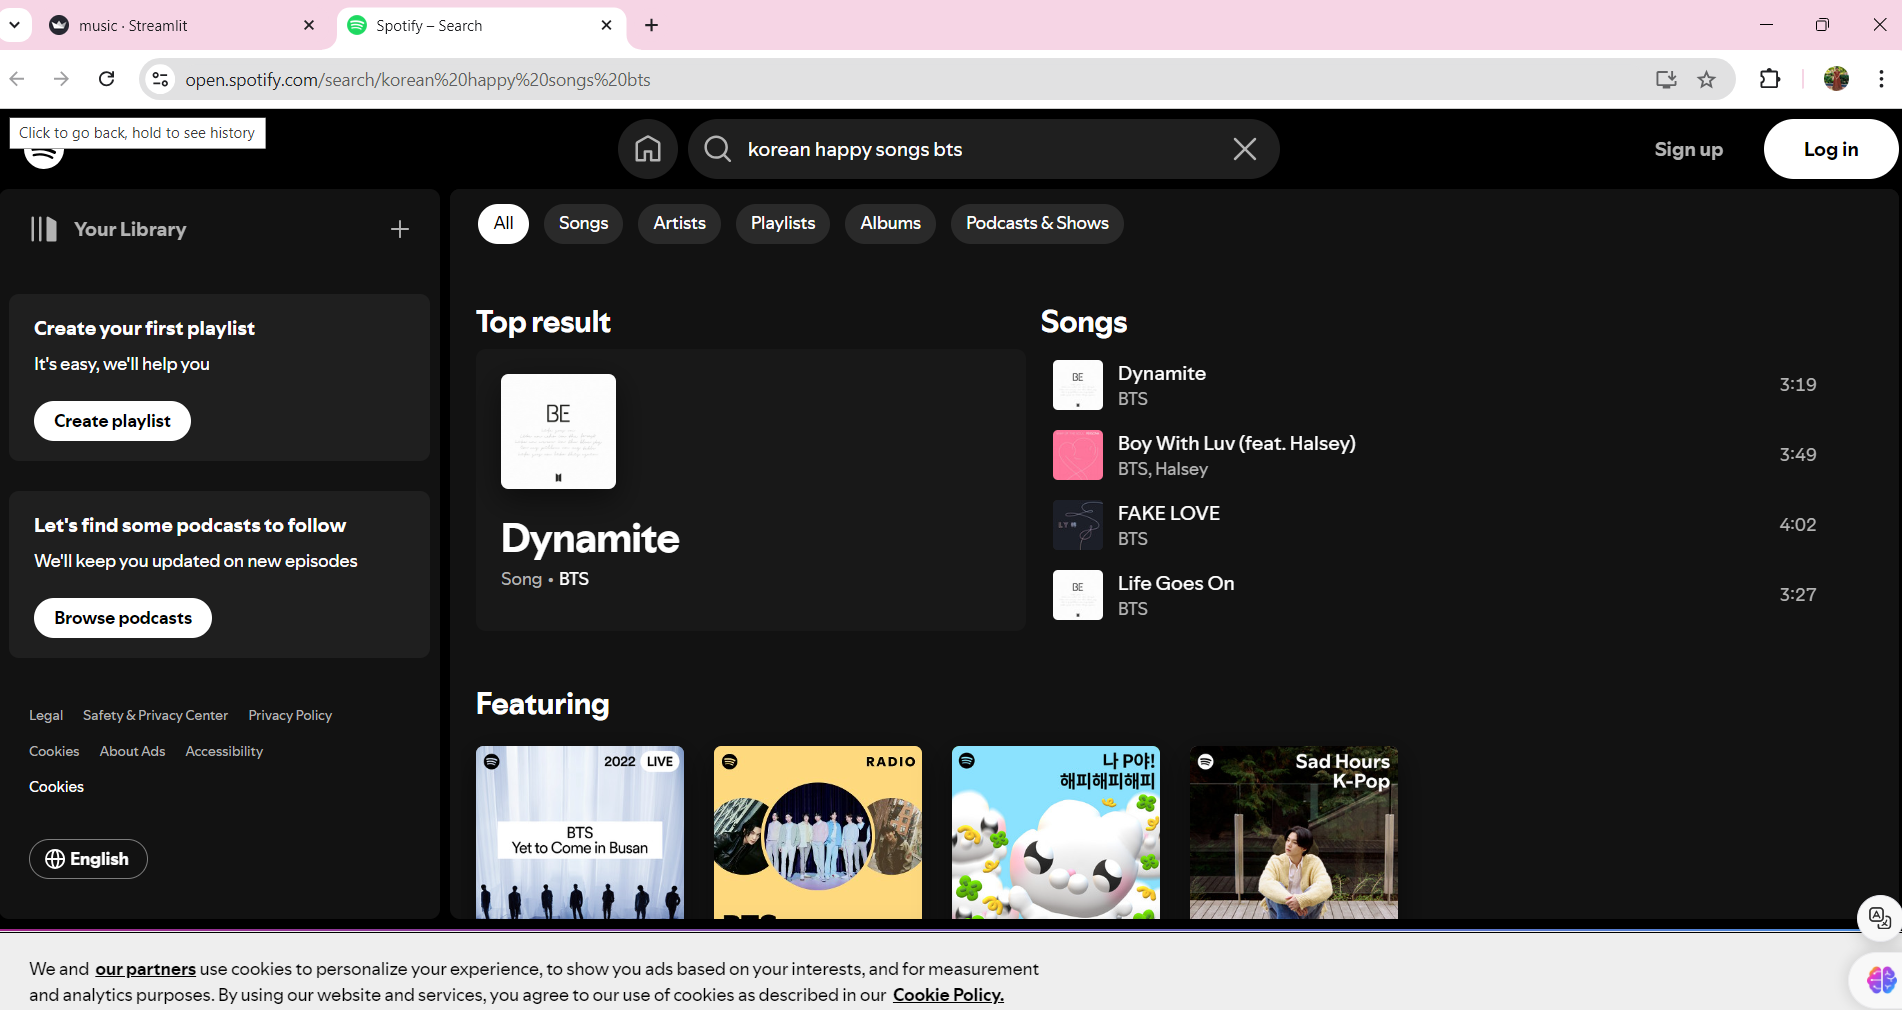 music · Streamlit
Spotify – Search
open.spotify.com/search/korean%20happy%20songs%20bts
Click to go back, hold to see history
korean happy songs bts
Sign up
Log in
Your Library
All
Songs
Artists
Playlists
Albums
Podcasts & Shows
Create your first playlist
It's easy, we'll help you
Create playlist
Let's find some podcasts to follow
We'll keep you updated on new episodes
Browse podcasts
Legal
Safety & Privacy Center
Privacy Policy
Cookies
About Ads
Accessibility
Cookies
English
Top result
BE
Dynamite
Song • BTS
Songs
BE
Dynamite
BTS
3:19
Boy With Luv (feat. Halsey)
BTS, Halsey
3:49
FAKE LOVE
BTS
4:02
BE
Life Goes On
BTS
3:27
Featuring
2022 LIVE
BTS
Yet to Come in Busan
RADIO
BTS
나 P야!
해피해피해피
Sad Hours
K-Pop
We and our partners use cookies to personalize your experience, to show you ads based on your interests, and for measurement
and analytics purposes. By using our website and services, you agree to our use of cookies as described in our Cookie Policy.